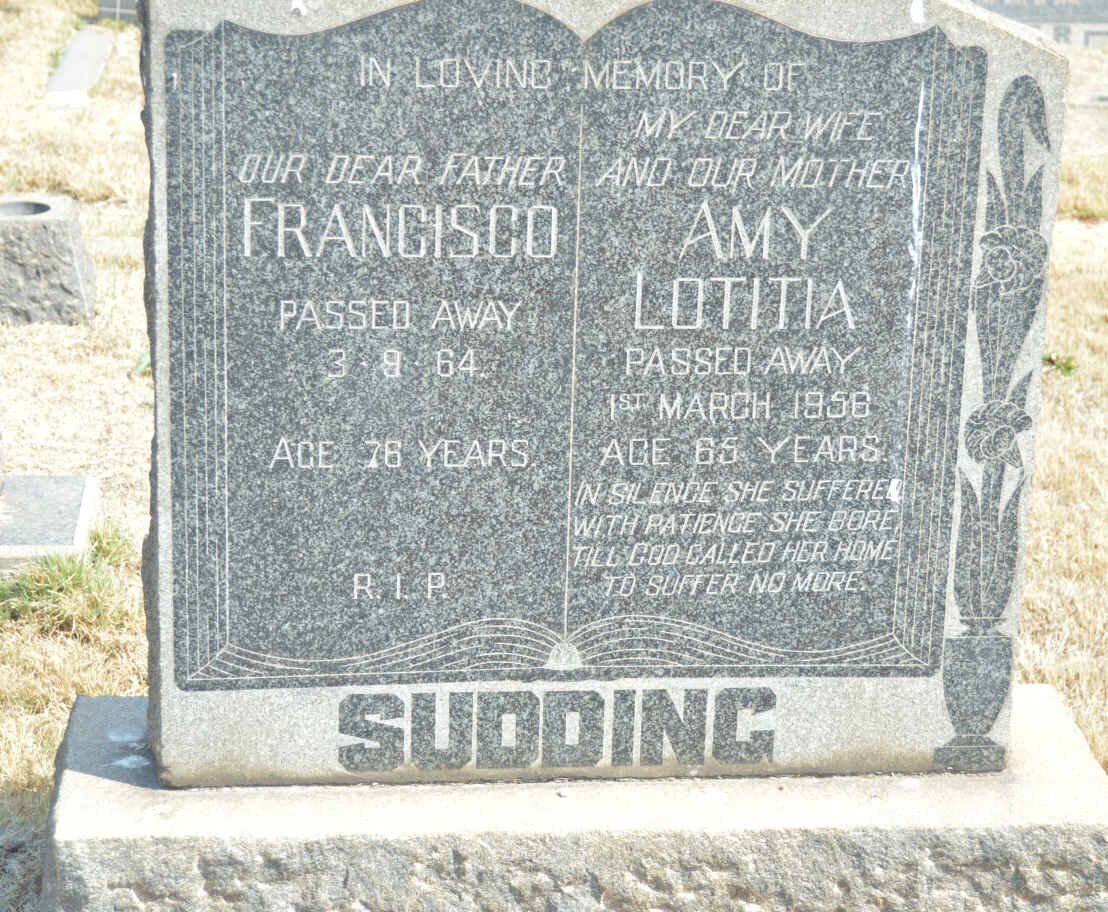 IN LOVING MEMORY OF
OUR DEAR FATHER
FRANCISCO
PASSED AWAY
3 · 9 · 64.
AGE 78 YEARS.
R.I.P.
MY DEAR WIFE
AND OUR MOTHER
AMY
LOTITIA
PASSED AWAY
1ST MARCH 1956
AGE 65 YEARS.
IN SILENCE SHE SUFFERED
WITH PATIENCE SHE BORE,
TILL GOD CALLED HER HOME
TO SUFFER NO MORE.
SUDDING